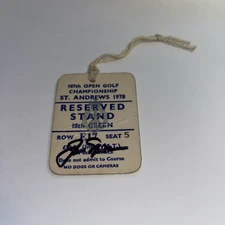 107th OPEN GOLF
CHAMPIONSHIP
ST. ANDREWS 1978
RESERVED
STAND
18th GREEN
ROW F17 SEAT 5
Does not admit to Course
NO DOGS OR CAMERAS